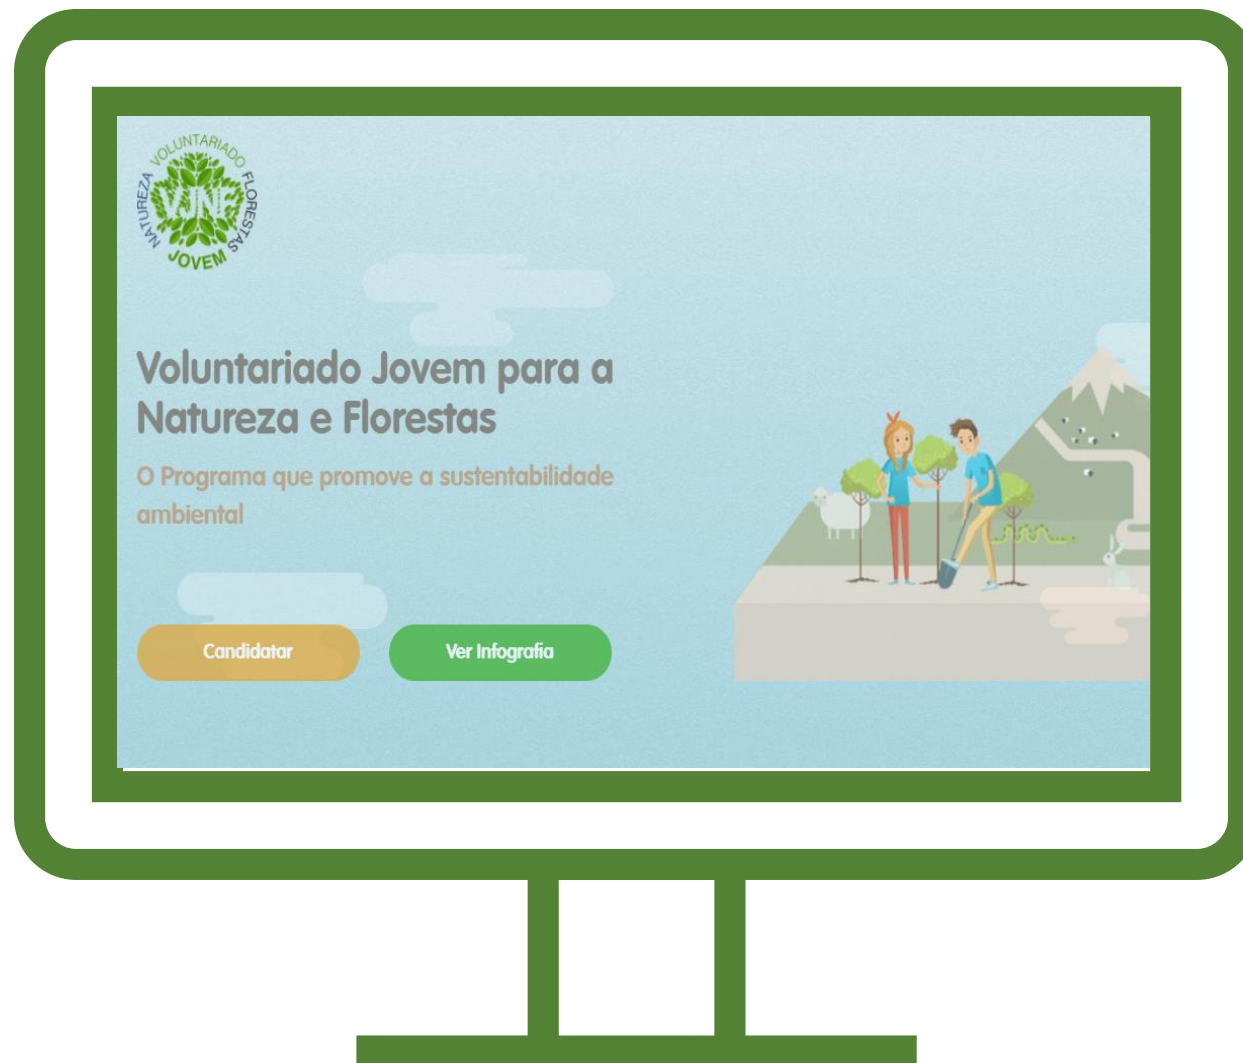 NATUREZA VOLUNTARIADO FLORESTAS
VJNF
JOVEM
Voluntariado Jovem para a
Natureza e Florestas
O Programa que promove a sustentabilidade
ambiental
Candidatar
Ver Infografia